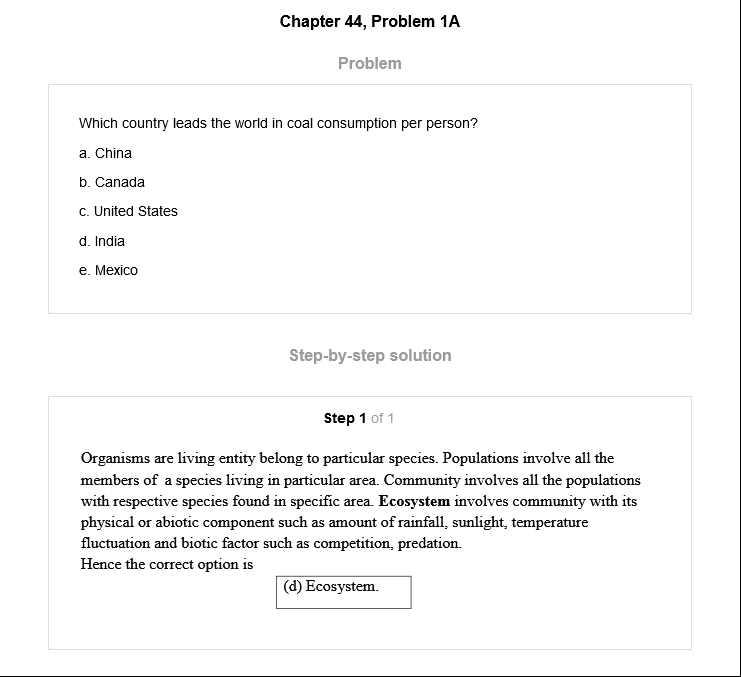 Chapter 44, Problem 1A
Problem
Which country leads the world in coal consumption per person?
a. China
b. Canada
c. United States
d. India
e. Mexico
Step-by-step solution
Step 1 of 1
Organisms are living entity belong to particular species. Populations involve all the
members of a species living in particular area. Community involves all the populations
with respective species found in specific area. Ecosystem involves community with its
physical or abiotic component such as amount of rainfall, sunlight, temperature
fluctuation and biotic factor such as competition, predation.
Hence the correct option is
(d) Ecosystem.